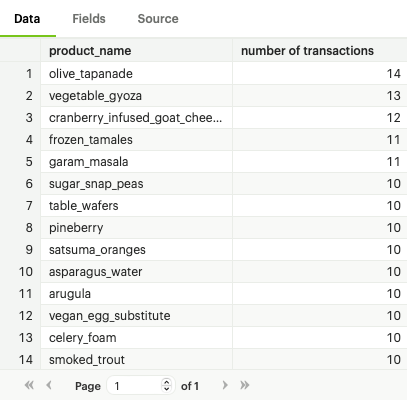 Data Fields Source
product_name number of transactions
1 olive_tapanade 14
2 vegetable_gyoza 13
3 cranberry_infused_goat_chee... 12
4 frozen_tamales 11
5 garam_masala 11
6 sugar_snap_peas 10
7 table_wafers 10
8 pineberry 10
9 satsuma_oranges 10
10 asparagus_water 10
11 arugula 10
12 vegan_egg_substitute 10
13 celery_foam 10
14 smoked_trout 10
Page 1 of 1